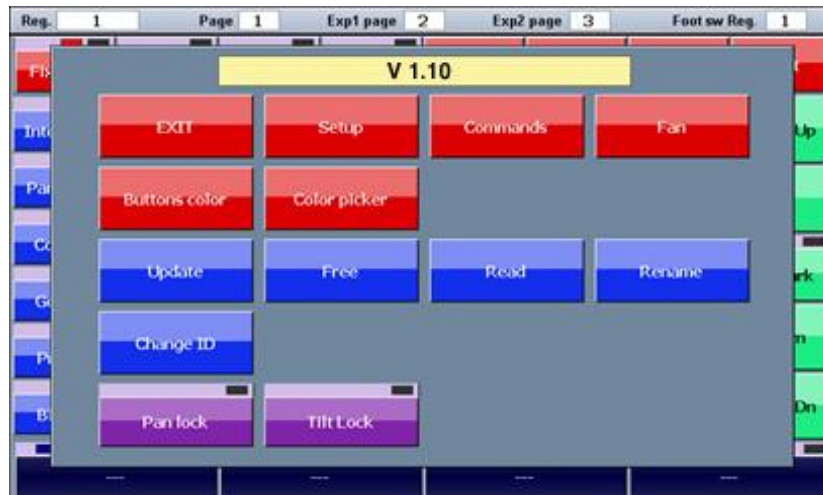 Reg. 1 Page 1 Exp1 page 2 Exp2 page 3 Foot sw Reg. 1
V 1.10
EXIT Setup Commands Fan
Up
Buttons color Color picker
Update Free Read Rename
Change ID
Pan lock Tilt Lock
Dn
--- --- --- ---